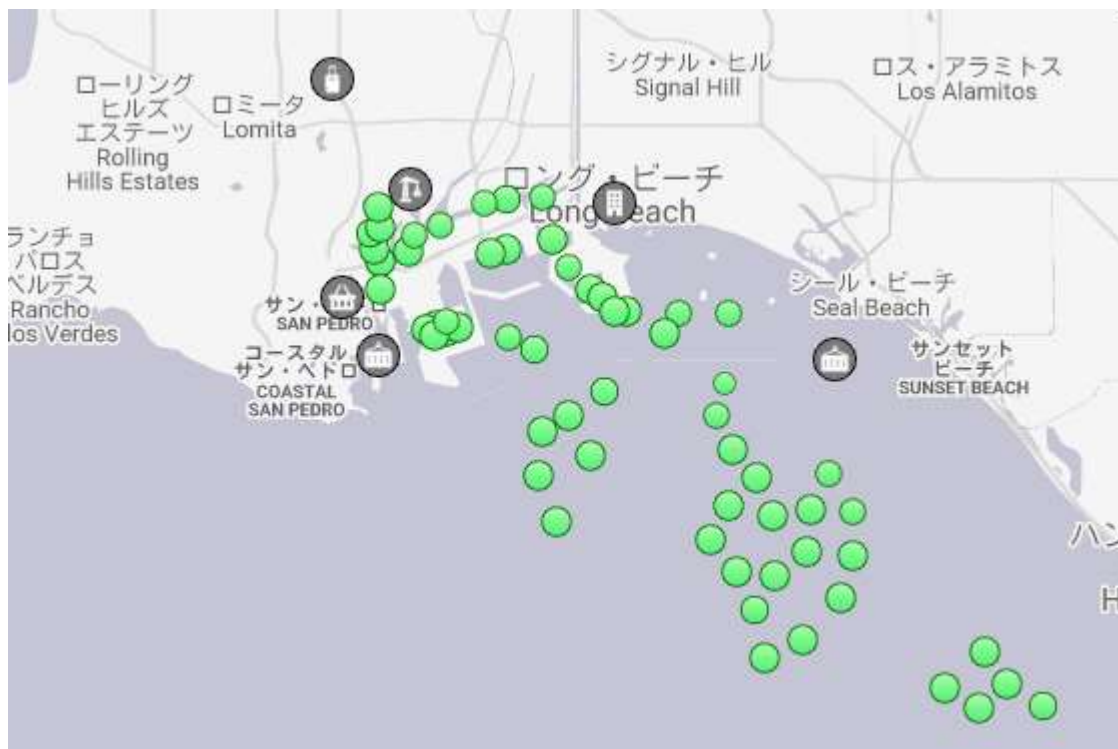 ローリング
ヒルズ
エステーツ
Rolling
Hills Estates
ロミータ
Lomita
シグナル・ヒル
Signal Hill
ロス・アラミトス
Los Alamitos
ロング・ビーチ
Long Beach
ランチョ
パロス
ベルデス
Rancho
los Verdes
サン・ペドロ
SAN PEDRO
コースタル
サン・ペドロ
COASTAL
SAN PEDRO
シール・ビーチ
Seal Beach
サンセット
ビーチ
SUNSET BEACH
ハン
H